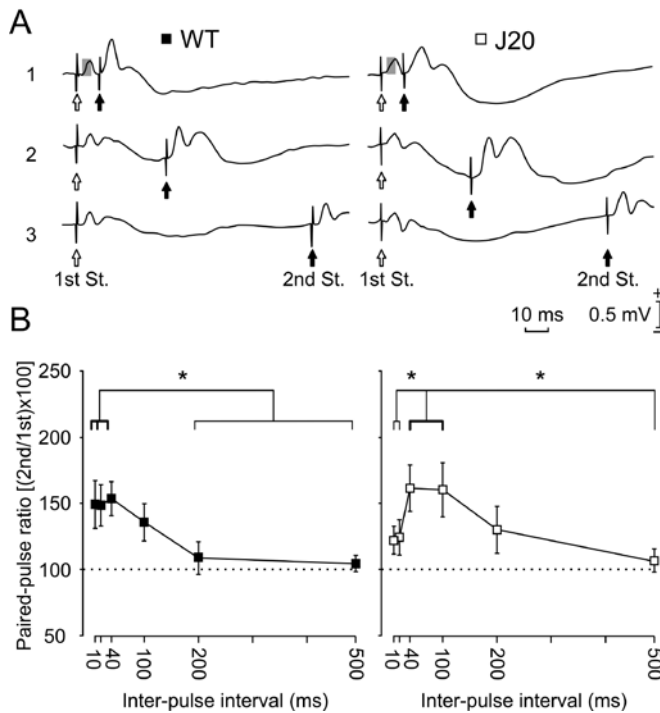 A
WT
J20
1
2
3
1st St.
2nd St.
1st St.
2nd St.
10 ms
0.5 mV
+
B
Paired-pulse ratio [(2nd/1st)x100]
250
200
150
100
50
*
*
*
10
40
100
200
500
10
40
100
200
500
Inter-pulse interval (ms)
Inter-pulse interval (ms)